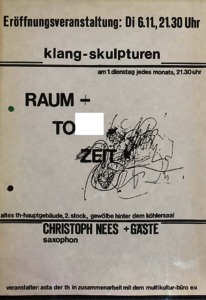 Eröffnungsveranstaltung: Di 6.11, 21.30 Uhr
klang-skulpturen
am 1. dienstag jedes monats, 21.30 uhr
RAUM +
TO
ZEIT
altes th-hauptgebäude, 2. stock, gewölbe hinter dem köhlersaal
CHRISTOPH NEES + GÄSTE
saxophon
veranstalter: asta der th in zusammenarbeit mit dem multikultur-büro e.v.